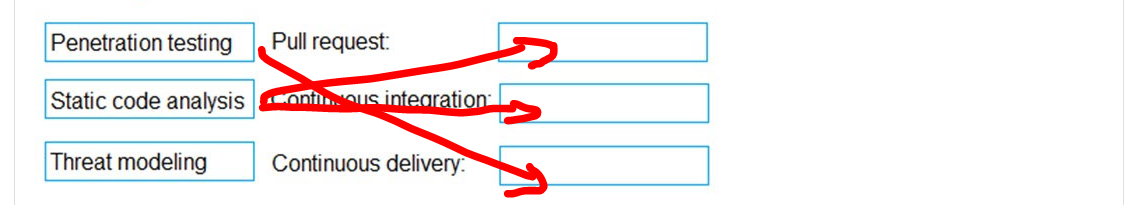 Penetration testing Pull request:
Static code analysis Continuous integration:
Threat modeling Continuous delivery: